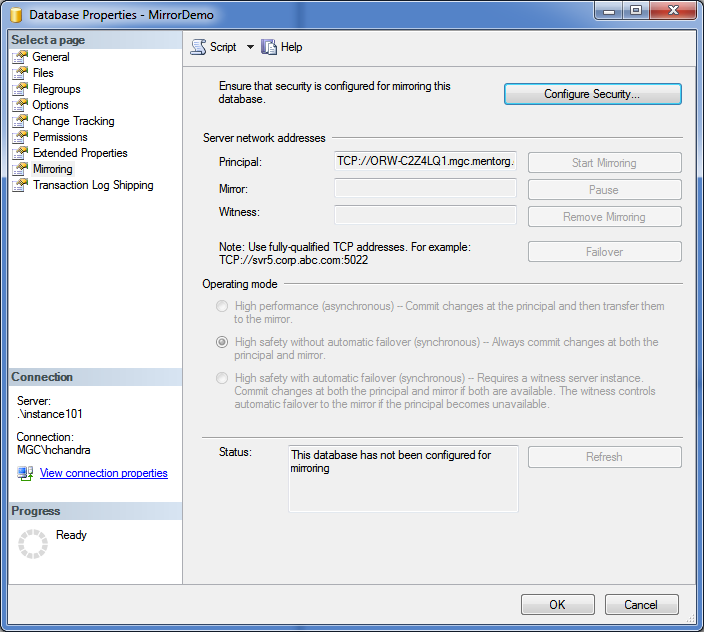 Database Properties - MirrorDemo
Select a page
General
Files
Filegroups
Options
Change Tracking
Permissions
Extended Properties
Mirroring
Transaction Log Shipping
Connection
Server:
.\instance101
Connection:
MGC\hchandra
View connection properties
Progress
Ready
Script
Help
Ensure that security is configured for mirroring this
database.
Configure Security...
Server network addresses
Principal:
TCP://ORW-C2Z4LQ1.mgc.mentorg.
Start Mirroring
Mirror:
Pause
Witness:
Remove Mirroring
Note: Use fully-qualified TCP addresses. For example:
TCP://svr5.corp.abc.com:5022
Failover
Operating mode
High performance (asynchronous) – Commit changes at the principal and then transfer them
to the mirror.
High safety without automatic failover (synchronous) – Always commit changes at both the
principal and mirror.
High safety with automatic failover (synchronous) – Requires a witness server instance.
Commit changes at both the principal and mirror if both are available. The witness controls
automatic failover to the mirror if the principal becomes unavailable.
Status:
This database has not been configured for
mirroring
Refresh
OK
Cancel